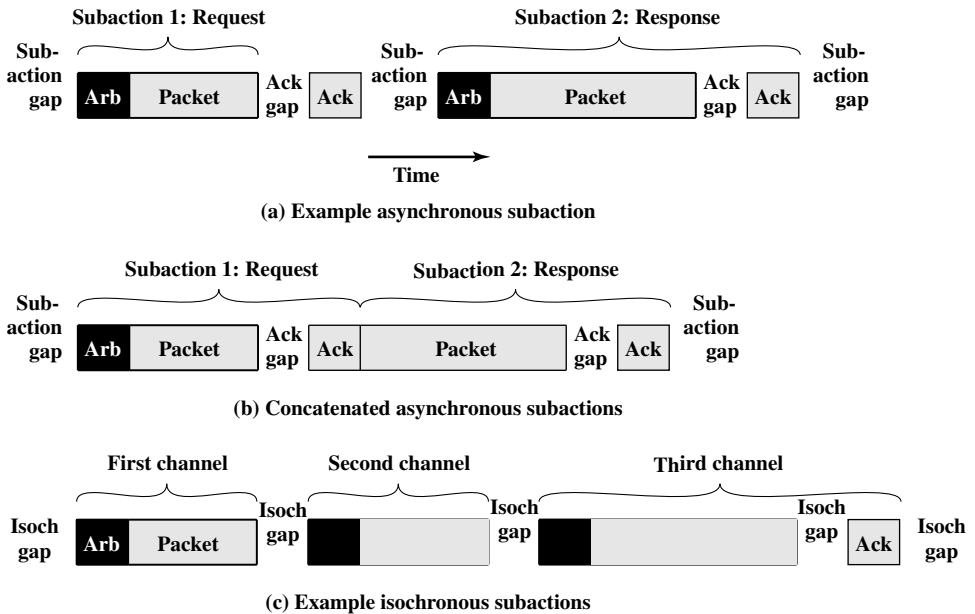 Subaction 1: Request
Subaction 2: Response
Sub-
action
gap
Arb
Packet
Ack
gap
Ack
Sub-
action
gap
Arb
Packet
Ack
gap
Ack
Sub-
action
gap
Time
(a) Example asynchronous subaction
Subaction 1: Request
Subaction 2: Response
Sub-
action
gap
Arb
Packet
Ack
gap
Ack
Packet
Ack
gap
Ack
Sub-
action
gap
(b) Concatenated asynchronous subactions
First channel
Second channel
Third channel
Isoch
gap
Arb
Packet
Isoch
gap
Isoch
gap
Isoch
gap
Ack
Isoch
gap
(c) Example isochronous subactions